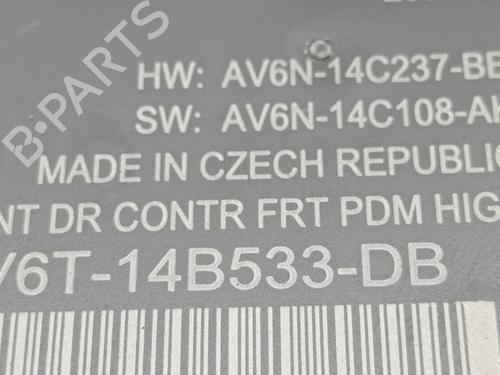 HW: AV6N-14C237-BB
SW: AV6N-14C108-A
MADE IN CZECH REPUBLIC
NT DR CONTR FRT PDM HIG
V6T-14B533-DB
B-PARTS